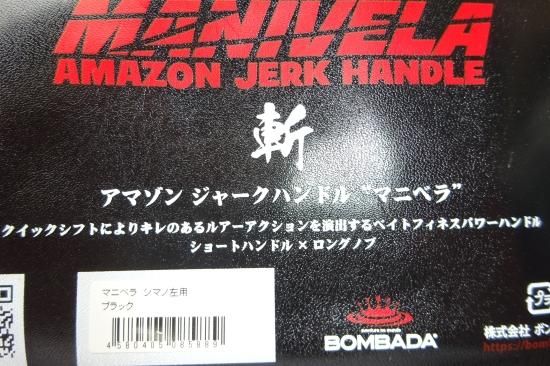 MANIVELA
AMAZON JERK HANDLE
斬
アマゾン ジャークハンドル “マニベラ”
クイックシフトによりキレのあるルアーアクションを演出するベイトフィネスパワーハンドル
ショートハンドル × ロングノブ
マニベラ シマノ左用
ブラック
4580405085889
BOMBADA
株式会社 ボン
https://bom
プ